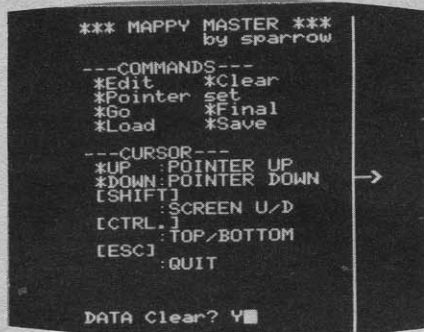 *** MAPPY MASTER ***
by sparrow
---COMMANDS---
*Edit *Clear
*Pointer set
*Go *Final
*Load *Save
---CURSOR---
*UP :POINTER UP
*DOWN:POINTER DOWN
[SHIFT]
:SCREEN U/D
[CTRL.]
:TOP/BOTTOM
[ESC]
:QUIT
DATA Clear? Y